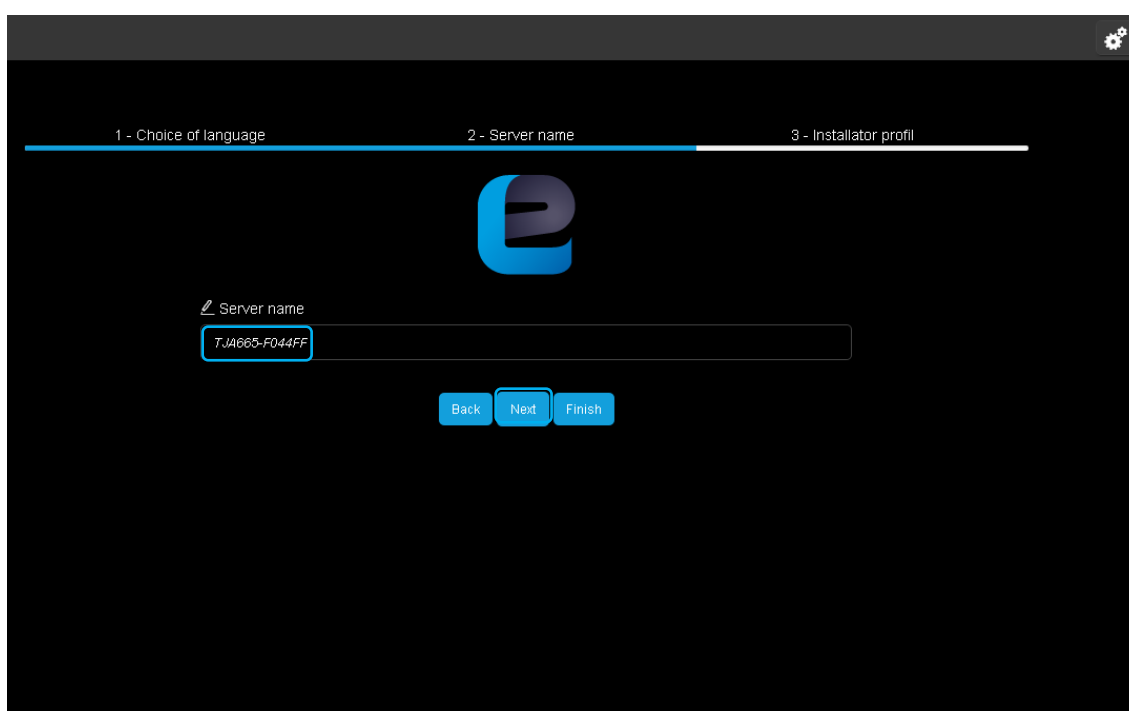 1 - Choice of language
2 - Server name
3 - Installator profil
Server name
TJA665-F044FF
Back
Next
Finish